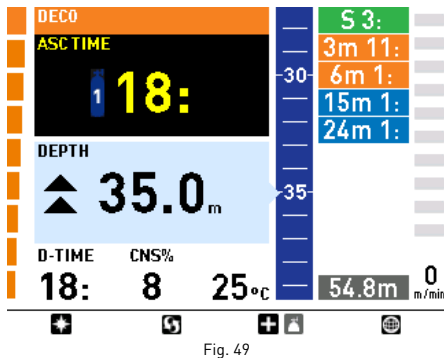 DECO
ASC TIME
1 18:
DEPTH
35.0 m
D-TIME CNS%
18: 8 25°C
30
35
S 3:
3m 11:
6m 1:
15m 1:
24m 1:
54.8m 0 m/min
Fig. 49